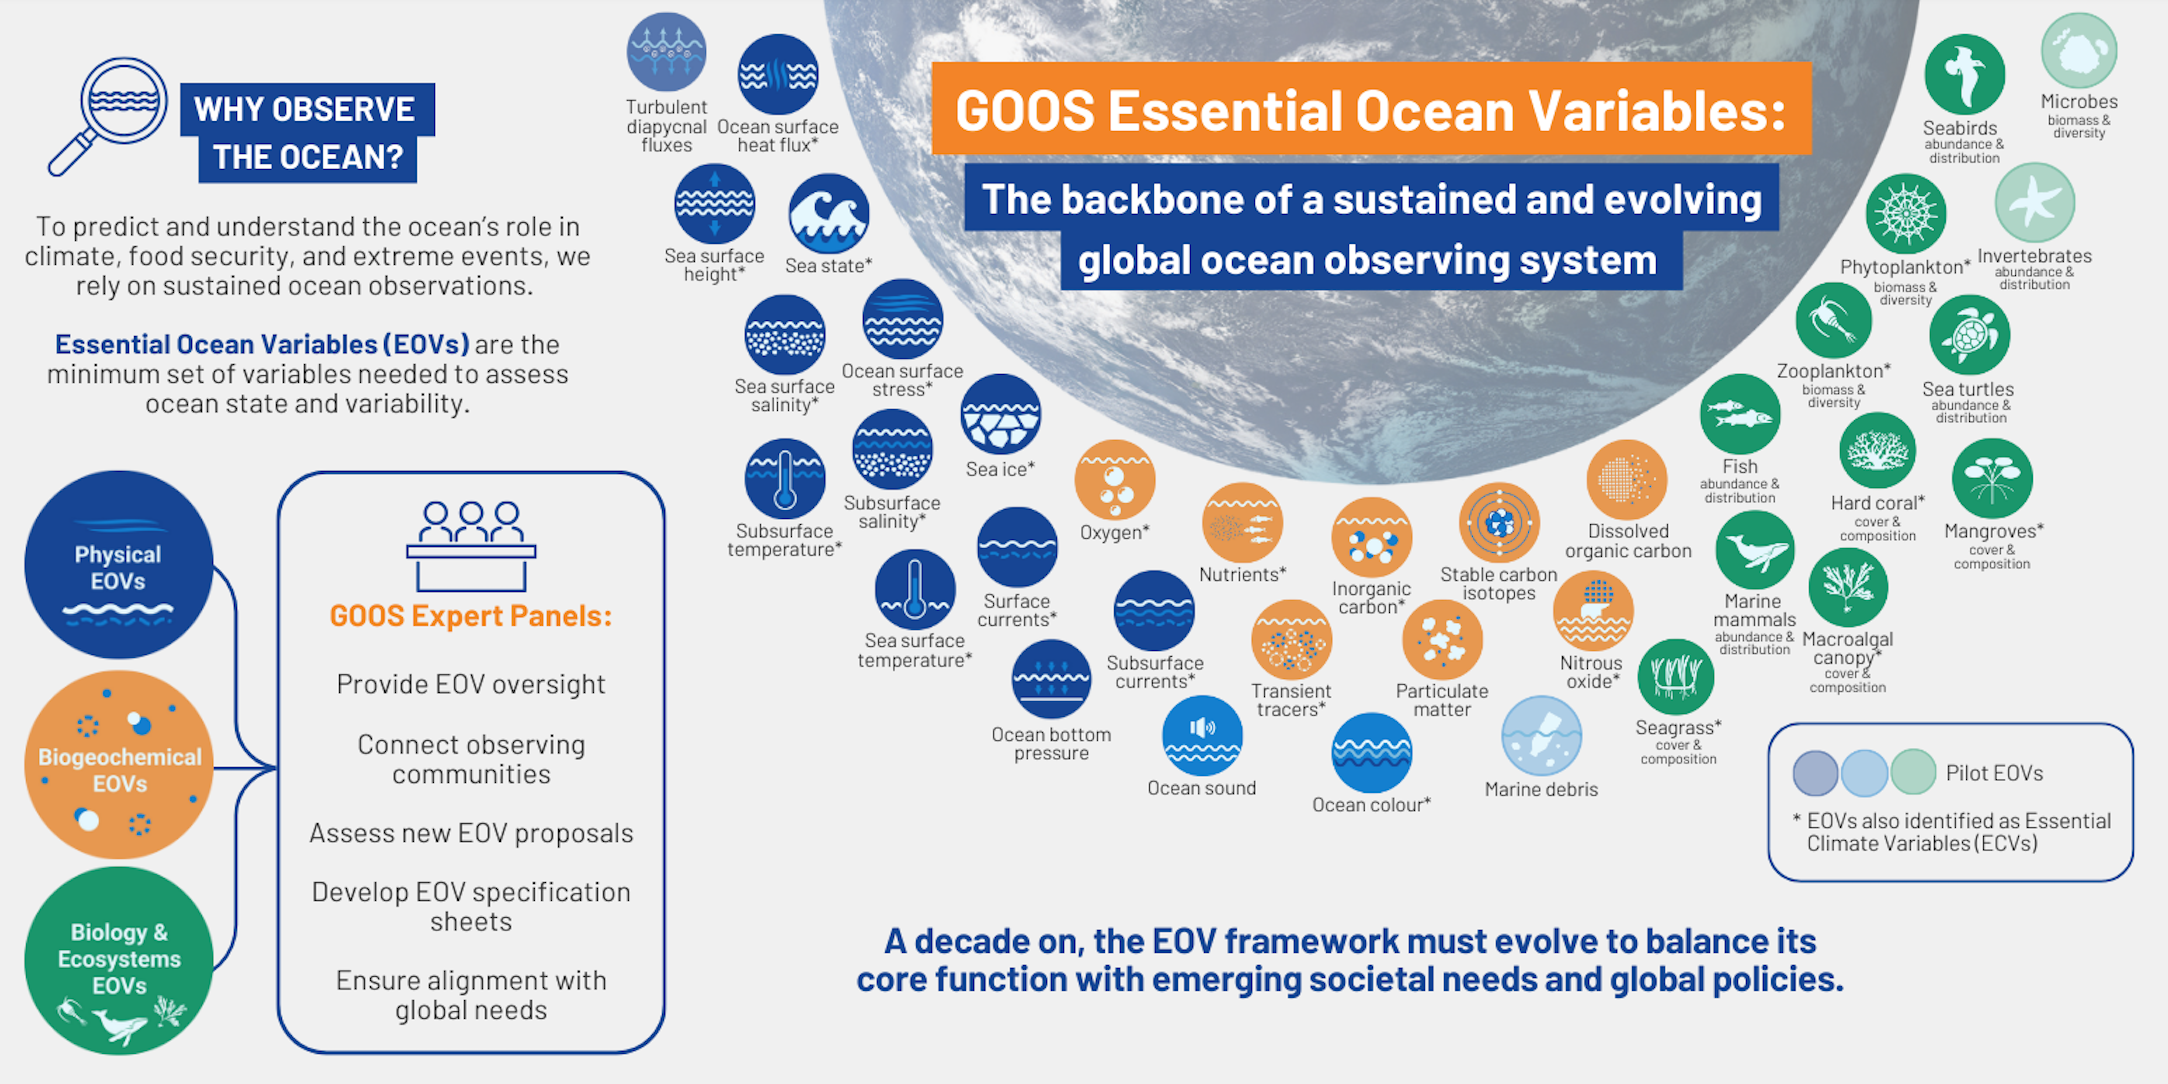 WHY OBSERVE
THE OCEAN?
To predict and understand the ocean's role in
climate, food security, and extreme events, we
rely on sustained ocean observations.
Essential Ocean Variables (EOVs) are the
minimum set of variables needed to assess
ocean state and variability.
Physical
EOVs
Biogeochemical
EOVs
Biology &
Ecosystems
EOVs
GOOS Expert Panels:
Provide EOV oversight
Connect observing
communities
Assess new EOV proposals
Develop EOV specification
sheets
Ensure alignment with
global needs
GOOS Essential Ocean Variables:
The backbone of a sustained and evolving
global ocean observing system
Turbulent
diapycnal
fluxes
Ocean surface
heat flux*
Sea surface
height*
Sea state*
Sea surface
salinity*
Ocean surface
stress*
Sea ice*
Subsurface
temperature*
Subsurface
salinity*
Sea surface
temperature*
Surface
currents*
Ocean bottom
pressure
Subsurface
currents*
Oxygen*
Nutrients*
Inorganic
carbon*
Stable carbon
isotopes
Dissolved
organic carbon
Transient
tracers*
Particulate
matter
Nitrous
oxide*
Ocean sound
Ocean colour*
Marine debris
Seabirds
abundance &
distribution
Microbes
biomass &
diversity
Phytoplankton*
biomass &
diversity
Invertebrates
abundance &
distribution
Zooplankton*
biomass &
diversity
Sea turtles
abundance &
distribution
Fish
abundance &
distribution
Hard coral*
cover &
composition
Mangroves*
cover &
composition
Marine
mammals
abundance &
distribution
Macroalgal
canopy*
cover &
composition
Seagrass*
cover &
composition
Pilot EOVs
* EOVs also identified as Essential
Climate Variables (ECVs)
A decade on, the EOV framework must evolve to balance its
core function with emerging societal needs and global policies.